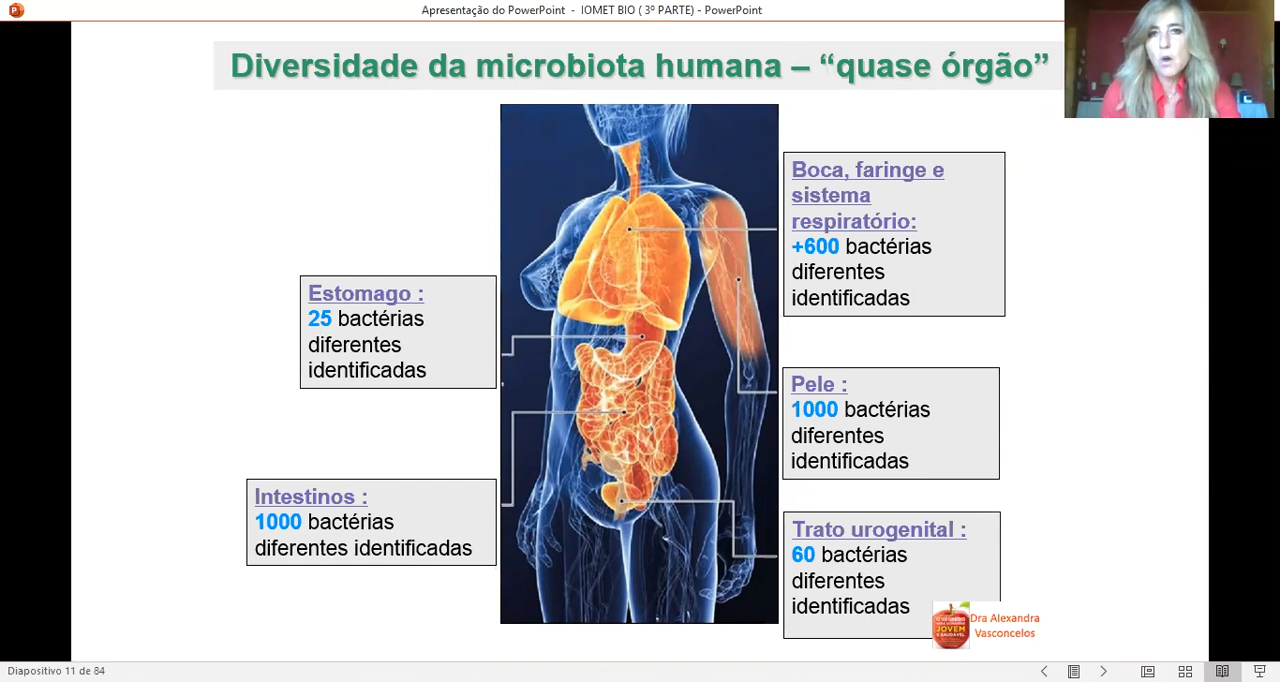 Apresentação do PowerPoint - IOMET BIO ( 3º PARTE) - PowerPoint
Diversidade da microbiota humana – “quase órgão”
Boca, faringe e
sistema
respiratório:
+600 bactérias
diferentes
identificadas
Estomago :
25 bactérias
diferentes
identificadas
Pele :
1000 bactérias
diferentes
identificadas
Intestinos :
1000 bactérias
diferentes identificadas
Trato urogenital :
60 bactérias
diferentes
identificadas
JOVEM
E SAUDÁVEL
Dra Alexandra
Vasconcelos
Diapositivo 11 de 84